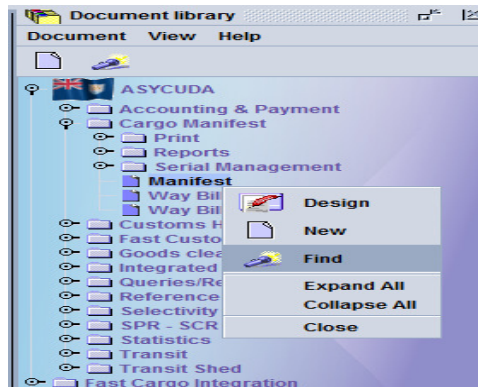 Document library
Document View Help
ASYCUDA
Accounting & Payment
Cargo Manifest
Print
Reports
Serial Management
Manifest
Way Bil
Way Bil
Design
New
Find
Expand All
Collapse All
Close
Customs H
Fast Custo
Goods clea
Integrated
Queries/Re
Reference
Selectivity
SPR - SCR
Statistics
Transit
Transit Shed
Fast Cargo Integration